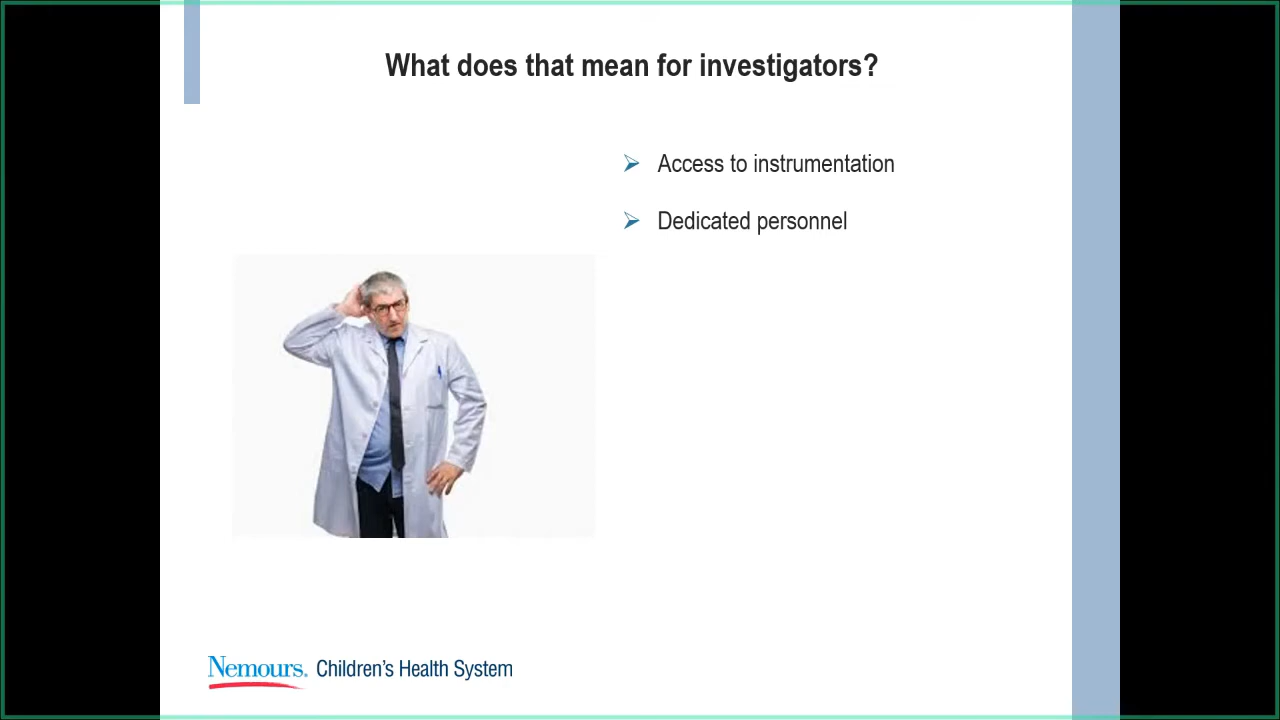 What does that mean for investigators?
Access to instrumentation
Dedicated personnel
Nemours. Children's Health System